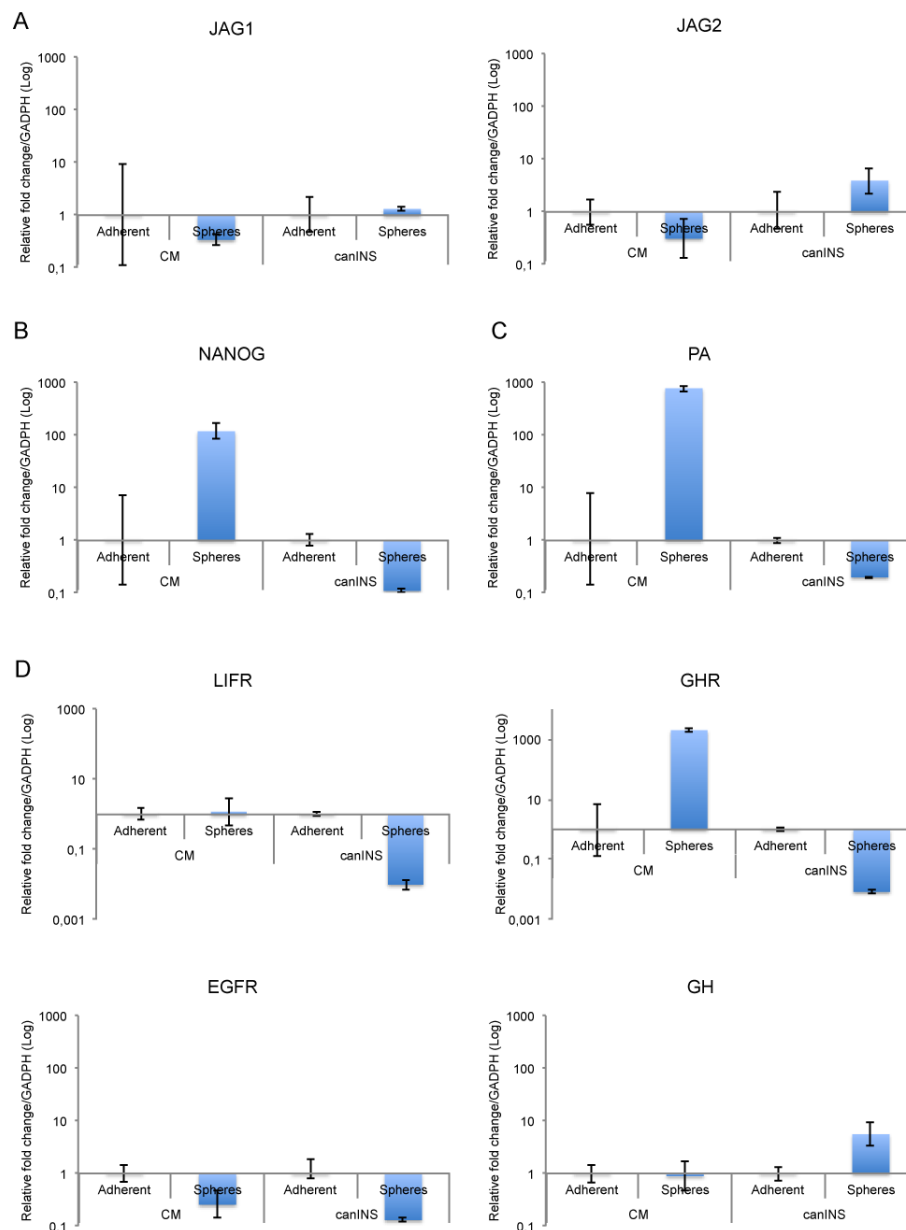 A
JAG1
Relative fold change/GADPH (Log)
1000
100
10
1
0,1
Adherent Spheres Adherent Spheres
CM canINS
JAG2
Relative fold change/GADPH (Log)
1000
100
10
1
0,1
Adherent Spheres Adherent Spheres
CM canINS
B
NANOG
Relative fold change/GADPH (Log)
1000
100
10
1
0,1
Adherent Spheres Adherent Spheres
CM canINS
C
PA
Relative fold change/GADPH (Log)
1000
100
10
1
0,1
Adherent Spheres Adherent Spheres
CM canINS
D
LIFR
Relative fold change/GADPH (Log)
1000
10
0,1
0,001
Adherent Spheres Adherent Spheres
CM canINS
GHR
Relative fold change/GADPH (Log)
1000
10
0,1
0,001
Adherent Spheres Adherent Spheres
CM canINS
EGFR
Relative fold change/GADPH (Log)
1000
100
10
1
0,1
Adherent Spheres Adherent Spheres
CM canINS
GH
Relative fold change/GADPH (Log)
1000
100
10
1
0,1
Adherent Spheres Adherent Spheres
CM canINS